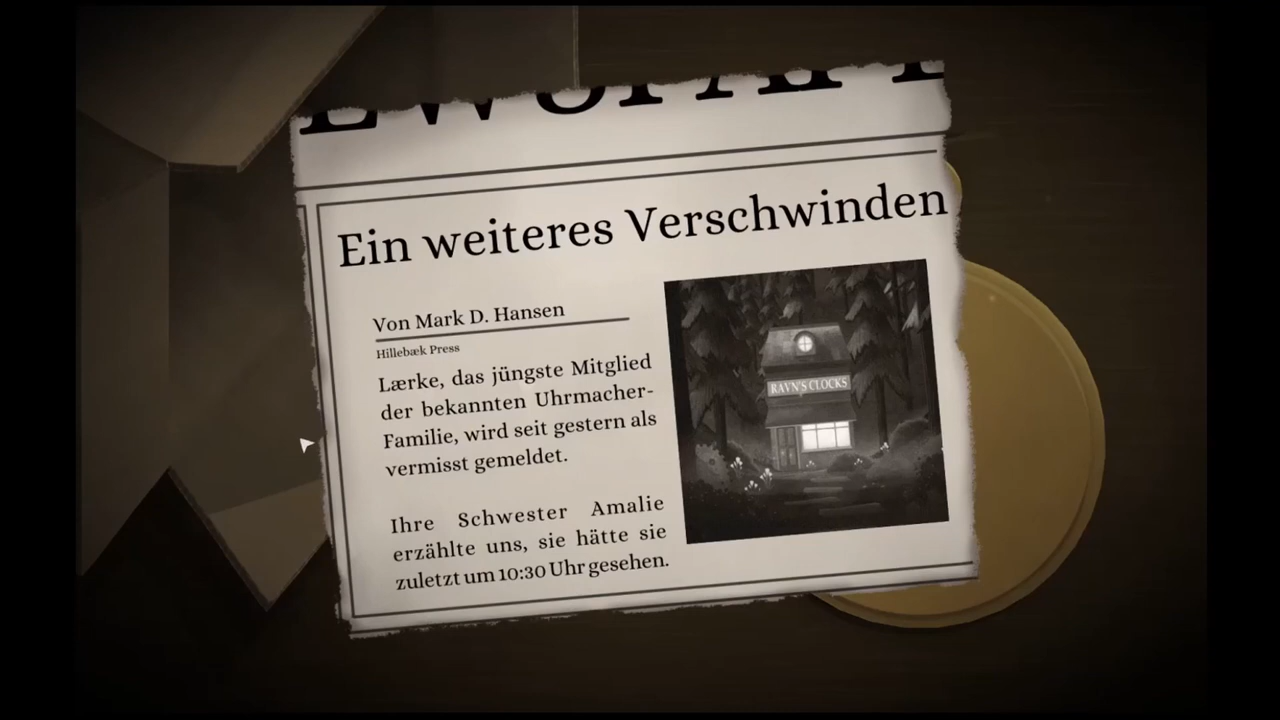 Ein weiteres Verschwinden
Von Mark D. Hansen
Hillebæk Press
Lærke, das jüngste Mitglied
der bekannten Uhrmacher-
Familie, wird seit gestern als
vermisst gemeldet.
Ihre Schwester Amalie
erzählte uns, sie hätte sie
zuletzt um 10:30 Uhr gesehen.
RAVN'S CLOCKS